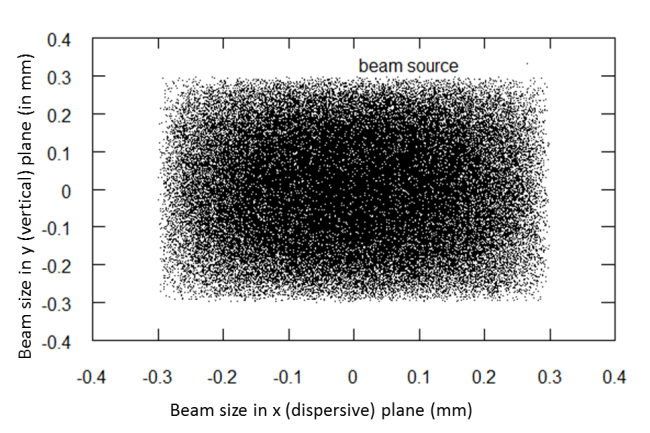 beam source
Beam size in y (vertical) plane (in mm)
0.4
0.3
0.2
0.1
0
-0.1
-0.2
-0.3
-0.4
-0.4 -0.3 -0.2 -0.1 0 0.1 0.2 0.3 0.4
Beam size in x (dispersive) plane (mm)